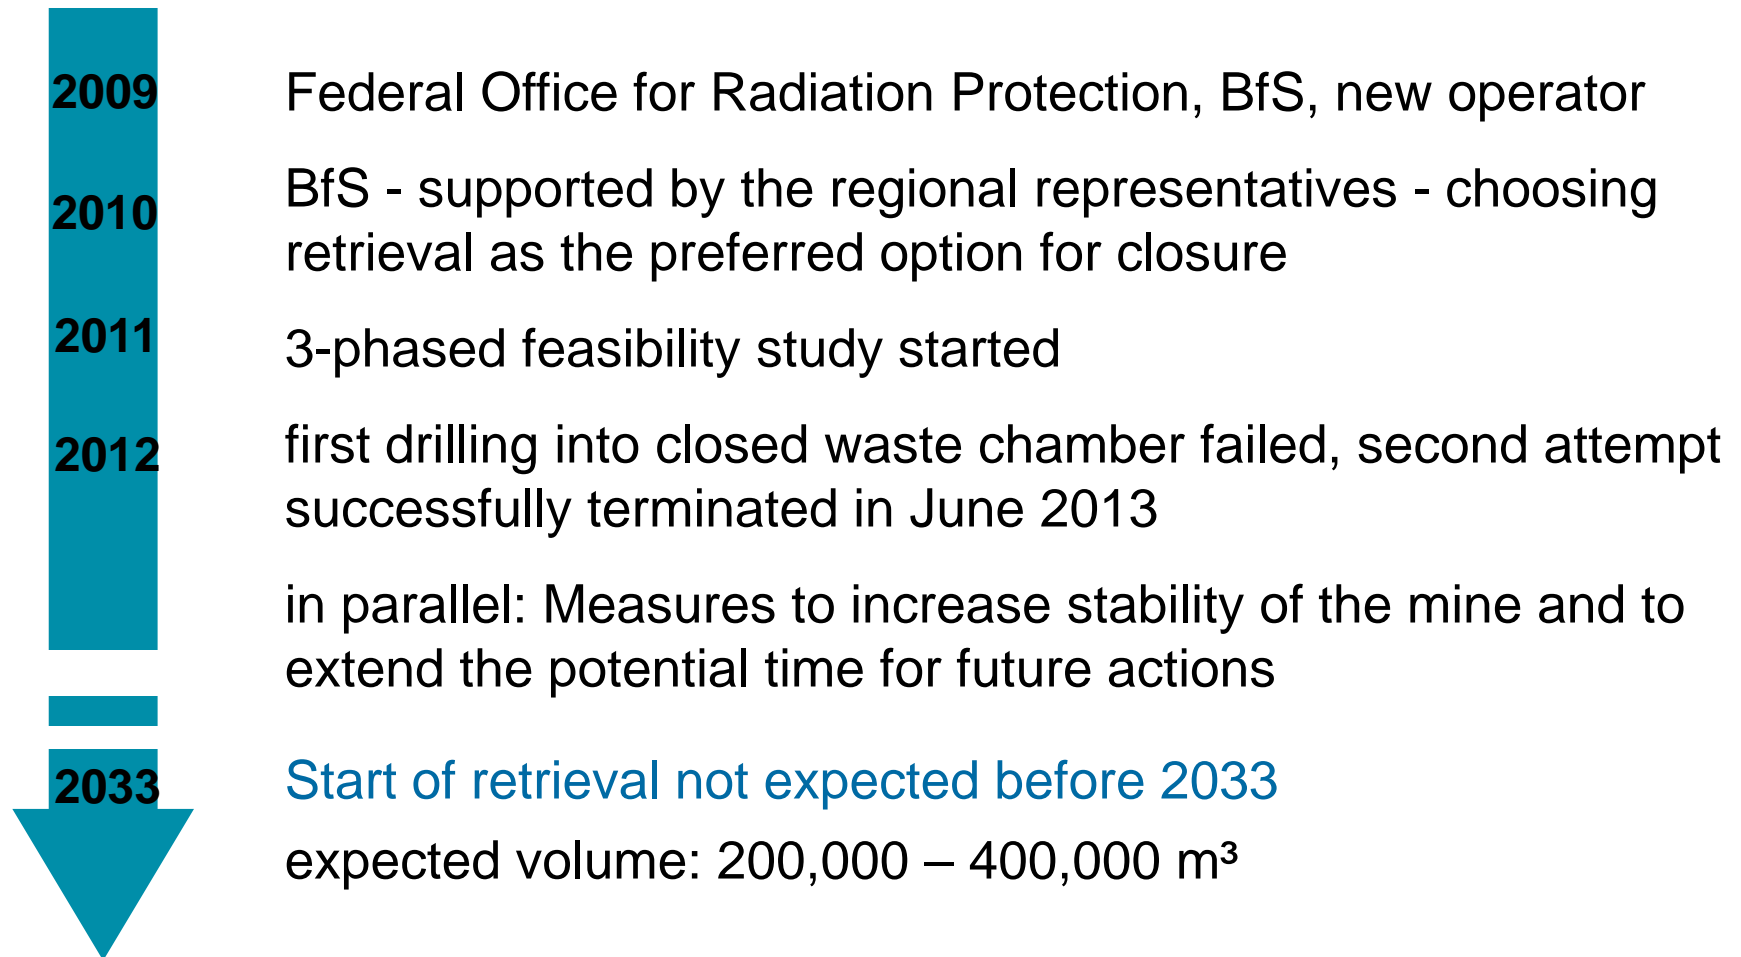 2009 Federal Office for Radiation Protection, BfS, new operator
2010 BfS - supported by the regional representatives - choosing
retrieval as the preferred option for closure
2011 3-phased feasibility study started
2012 first drilling into closed waste chamber failed, second attempt
successfully terminated in June 2013
in parallel: Measures to increase stability of the mine and to
extend the potential time for future actions
2033 Start of retrieval not expected before 2033
expected volume: 200,000 – 400,000 m³